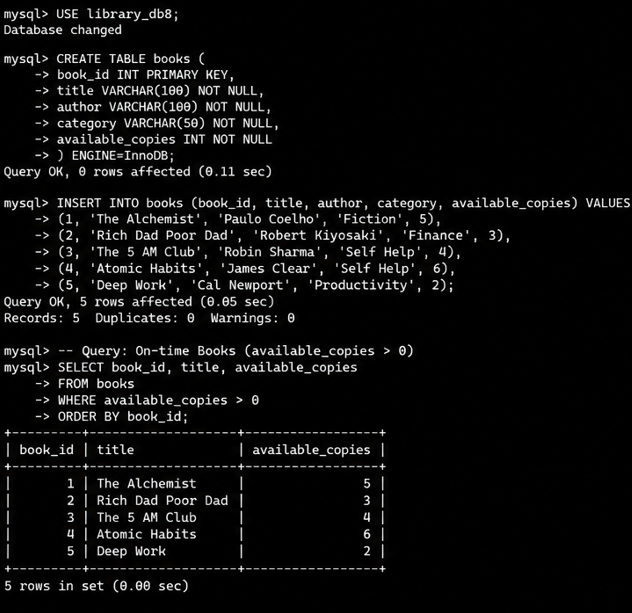 mysql> USE library_db8;
Database changed
mysql> CREATE TABLE books (
    -> book_id INT PRIMARY KEY,
    -> title VARCHAR(100) NOT NULL,
    -> author VARCHAR(100) NOT NULL,
    -> category VARCHAR(50) NOT NULL,
    -> available_copies INT NOT NULL
    -> ) ENGINE=InnoDB;
Query OK, 0 rows affected (0.11 sec)
mysql> INSERT INTO books (book_id, title, author, category, available_copies) VALUES
    -> (1, 'The Alchemist', 'Paulo Coelho', 'Fiction', 5),
    -> (2, 'Rich Dad Poor Dad', 'Robert Kiyosaki', 'Finance', 3),
    -> (3, 'The 5 AM Club', 'Robin Sharma', 'Self Help', 4),
    -> (4, 'Atomic Habits', 'James Clear', 'Self Help', 6),
    -> (5, 'Deep Work', 'Cal Newport', 'Productivity', 2);
Query OK, 5 rows affected (0.05 sec)
Records: 5  Duplicates: 0  Warnings: 0
mysql> -- Query: On-time Books (available_copies > 0)
mysql> SELECT book_id, title, available_copies
    -> FROM books
    -> WHERE available_copies > 0
    -> ORDER BY book_id;
+---------+-------------------+------------------+
| book_id | title             | available_copies |
+---------+-------------------+------------------+
|       1 | The Alchemist     |                5 |
|       2 | Rich Dad Poor Dad |                3 |
|       3 | The 5 AM Club     |                4 |
|       4 | Atomic Habits     |                6 |
|       5 | Deep Work         |                2 |
+---------+-------------------+------------------+
5 rows in set (0.00 sec)